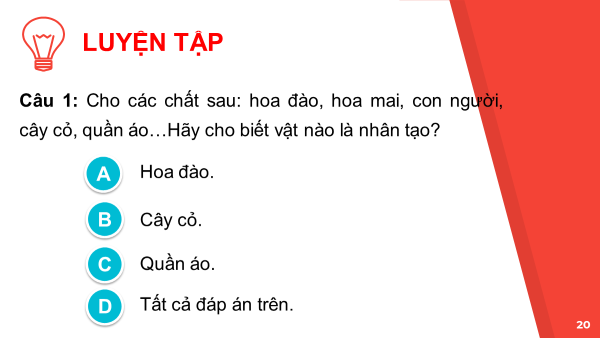 LUYỆN TẬP
Câu 1: Cho các chất sau: hoa đào, hoa mai, con người,
cây cỏ, quần áo…Hãy cho biết vật nào là nhân tạo?
A Hoa đào.
B Cây cỏ.
C Quần áo.
D Tất cả đáp án trên.
20